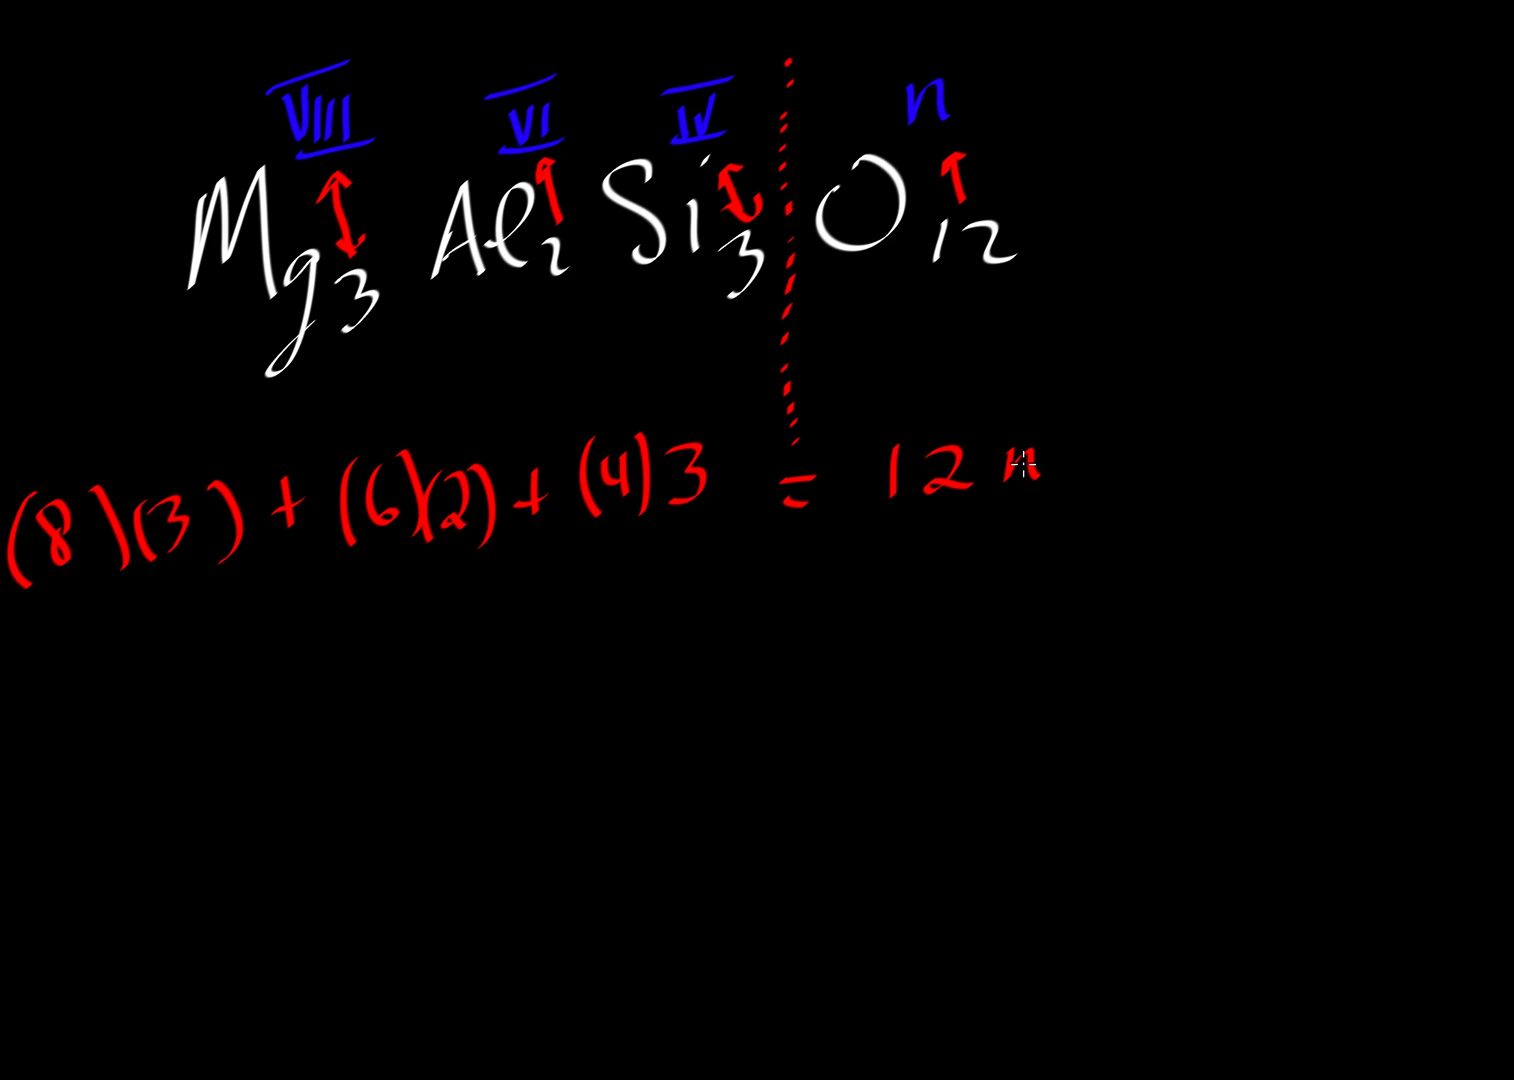 VIII VI IV n
Mg3 Al2 Si3 O12
(8)(3) + (6)(2) + (4)3 = 12 n